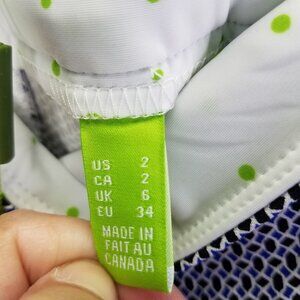 US 2
CA 2
UK 6
EU 34
MADE IN
FAIT AU
CANADA